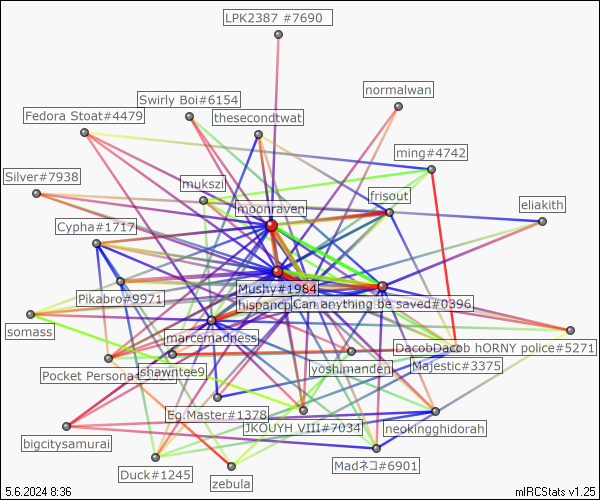 LPK2387 #7690
normalwan
Swirly Boi#6154
Fedora Stoat#4479
thesecondtwat
ming#4742
Silver#7938
mukszil
frisout
moonraven
eliakith
Cypha#1717
Mushy#1984
Pikabro#9971
Can anything be saved#0396
somass
marcemadness
DacobDacob hORNY police#5271
Pocket Persona
shawntee9
yoshimanden
Majestic#3375
Eg.Master#1378
JKOUYH VIII#7034
neokingghidorah
bigcitysamurai
Duck#1245
zebula
Madネコ#6901
5.6.2024 8:36
mIRCStats v1.25